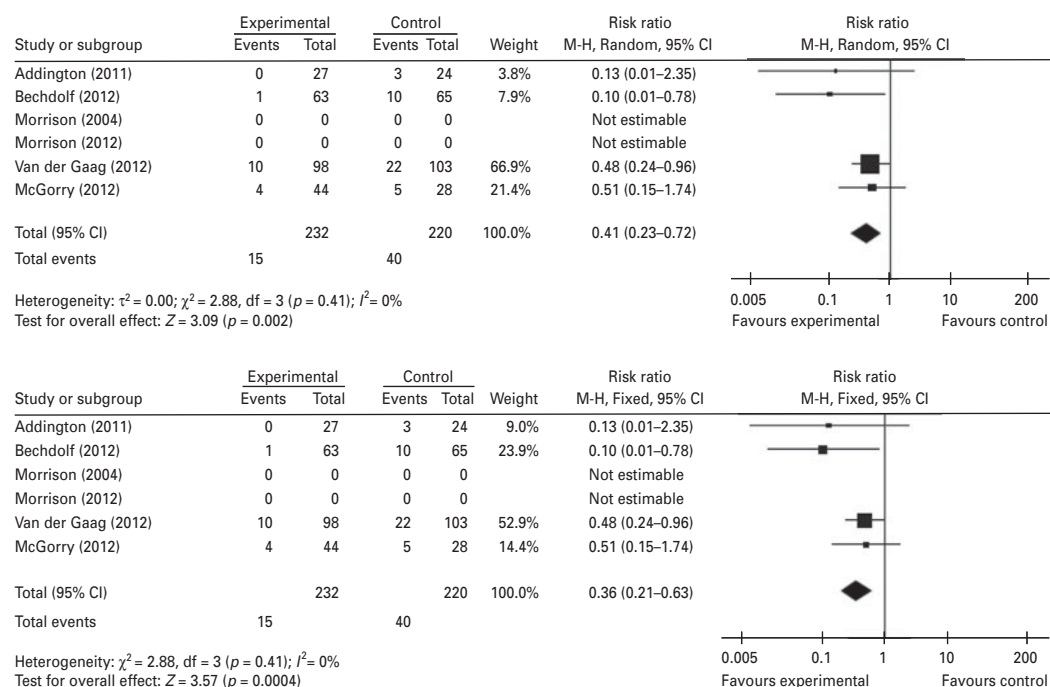 Experimental Control Risk ratio Risk ratio
Study or subgroup Events Total Events Total Weight M-H, Random, 95% CI M-H, Random, 95% CI
Addington (2011) 0 27 3 24 3.8% 0.13 (0.01–2.35)
Bechdolf (2012) 1 63 10 65 7.9% 0.10 (0.01–0.78)
Morrison (2004) 0 0 0 0 Not estimable
Morrison (2012) 0 0 0 0 Not estimable
Van der Gaag (2012) 10 98 22 103 66.9% 0.48 (0.24–0.96)
McGorry (2012) 4 44 5 28 21.4% 0.51 (0.15–1.74)
Total (95% CI) 232 220 100.0% 0.41 (0.23–0.72)
Total events 15 40
Heterogeneity: τ² = 0.00; χ² = 2.88, df = 3 (p = 0.41); I² = 0%
Test for overall effect: Z = 3.09 (p = 0.002)
0.005 0.1 1 10 200
Favours experimental Favours control
Experimental Control Risk ratio Risk ratio
Study or subgroup Events Total Events Total Weight M-H, Fixed, 95% CI M-H, Fixed, 95% CI
Addington (2011) 0 27 3 24 9.0% 0.13 (0.01–2.35)
Bechdolf (2012) 1 63 10 65 23.9% 0.10 (0.01–0.78)
Morrison (2004) 0 0 0 0 Not estimable
Morrison (2012) 0 0 0 0 Not estimable
Van der Gaag (2012) 10 98 22 103 52.9% 0.48 (0.24–0.96)
McGorry (2012) 4 44 5 28 14.4% 0.51 (0.15–1.74)
Total (95% CI) 232 220 100.0% 0.36 (0.21–0.63)
Total events 15 40
Heterogeneity: χ² = 2.88, df = 3 (p = 0.41); I² = 0%
Test for overall effect: Z = 3.57 (p = 0.0004)
0.005 0.1 1 10 200
Favours experimental Favours control